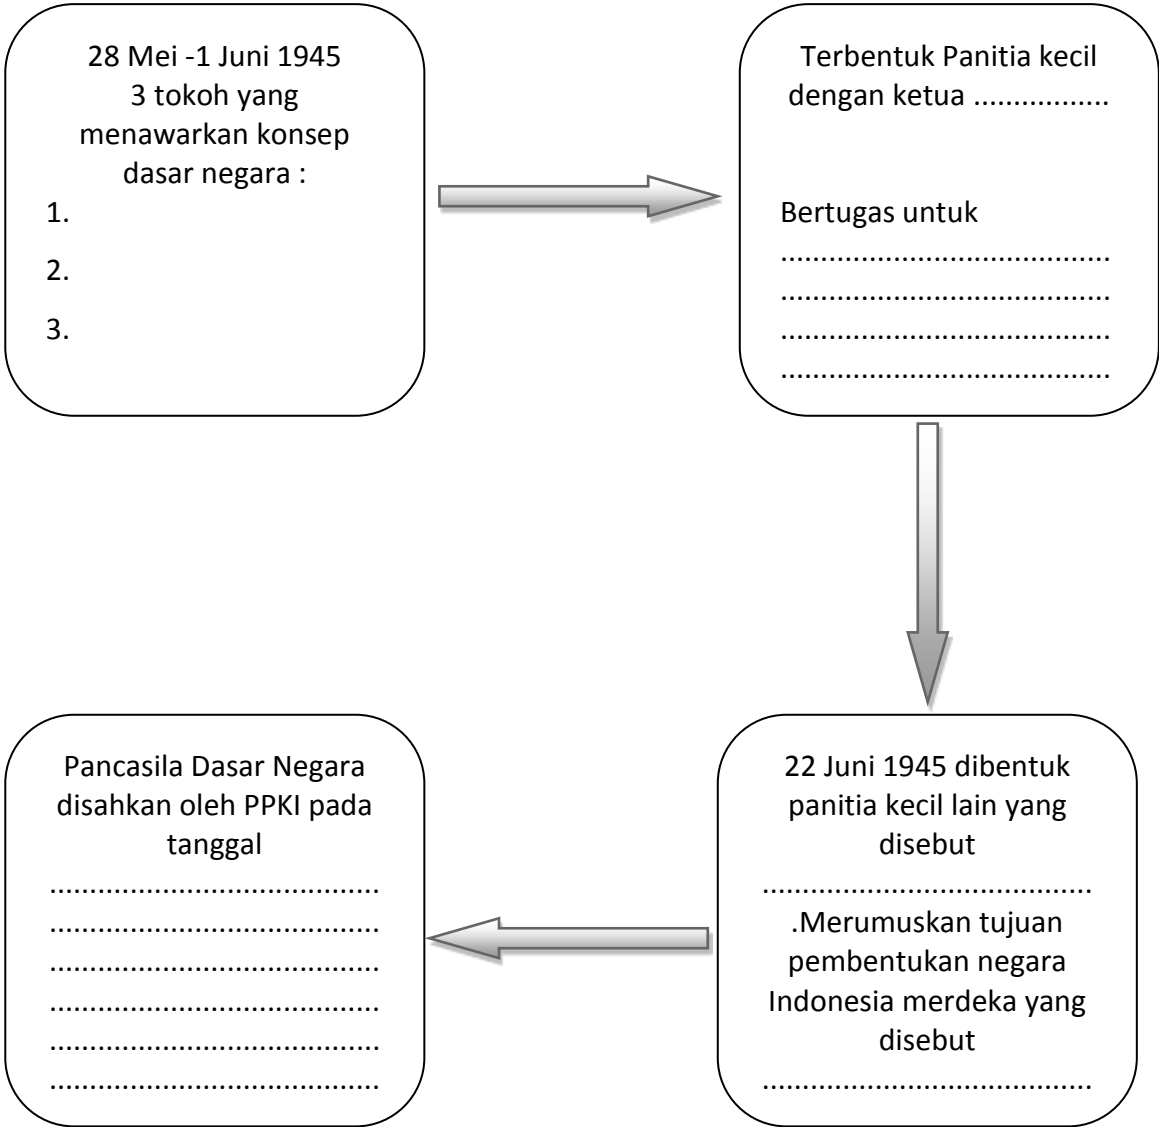 28 Mei -1 Juni 1945
3 tokoh yang
menawarkan konsep
dasar negara :
1.
2.
3.
Terbentuk Panitia kecil
dengan ketua .................
Bertugas untuk
.........................................
.........................................
.........................................
.........................................
22 Juni 1945 dibentuk
panitia kecil lain yang
disebut
.........................................
.Merumuskan tujuan
pembentukan negara
Indonesia merdeka yang
disebut
.........................................
Pancasila Dasar Negara
disahkan oleh PPKI pada
tanggal
.........................................
.........................................
.........................................
.........................................
.........................................
.........................................